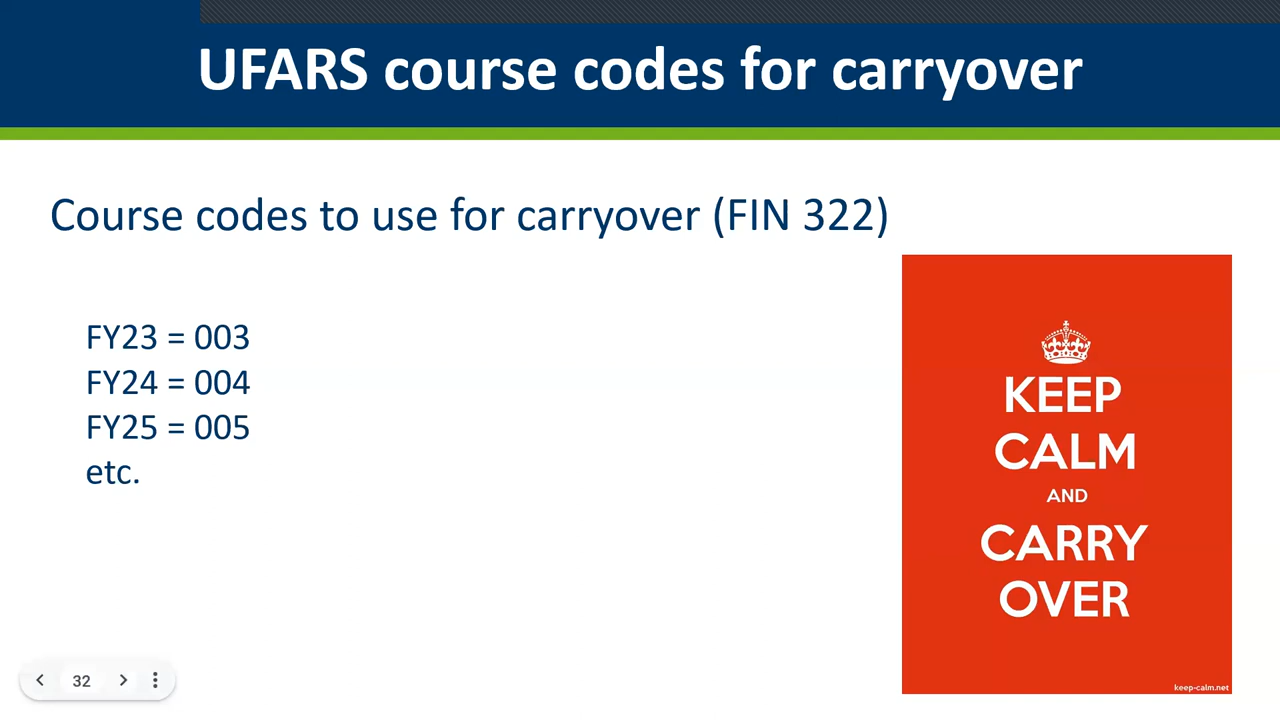 UFARS course codes for carryover
Course codes to use for carryover (FIN 322)
FY23 = 003
FY24 = 004
FY25 = 005
etc.
KEEP
CALM
AND
CARRY
OVER
keep-calm.net
32